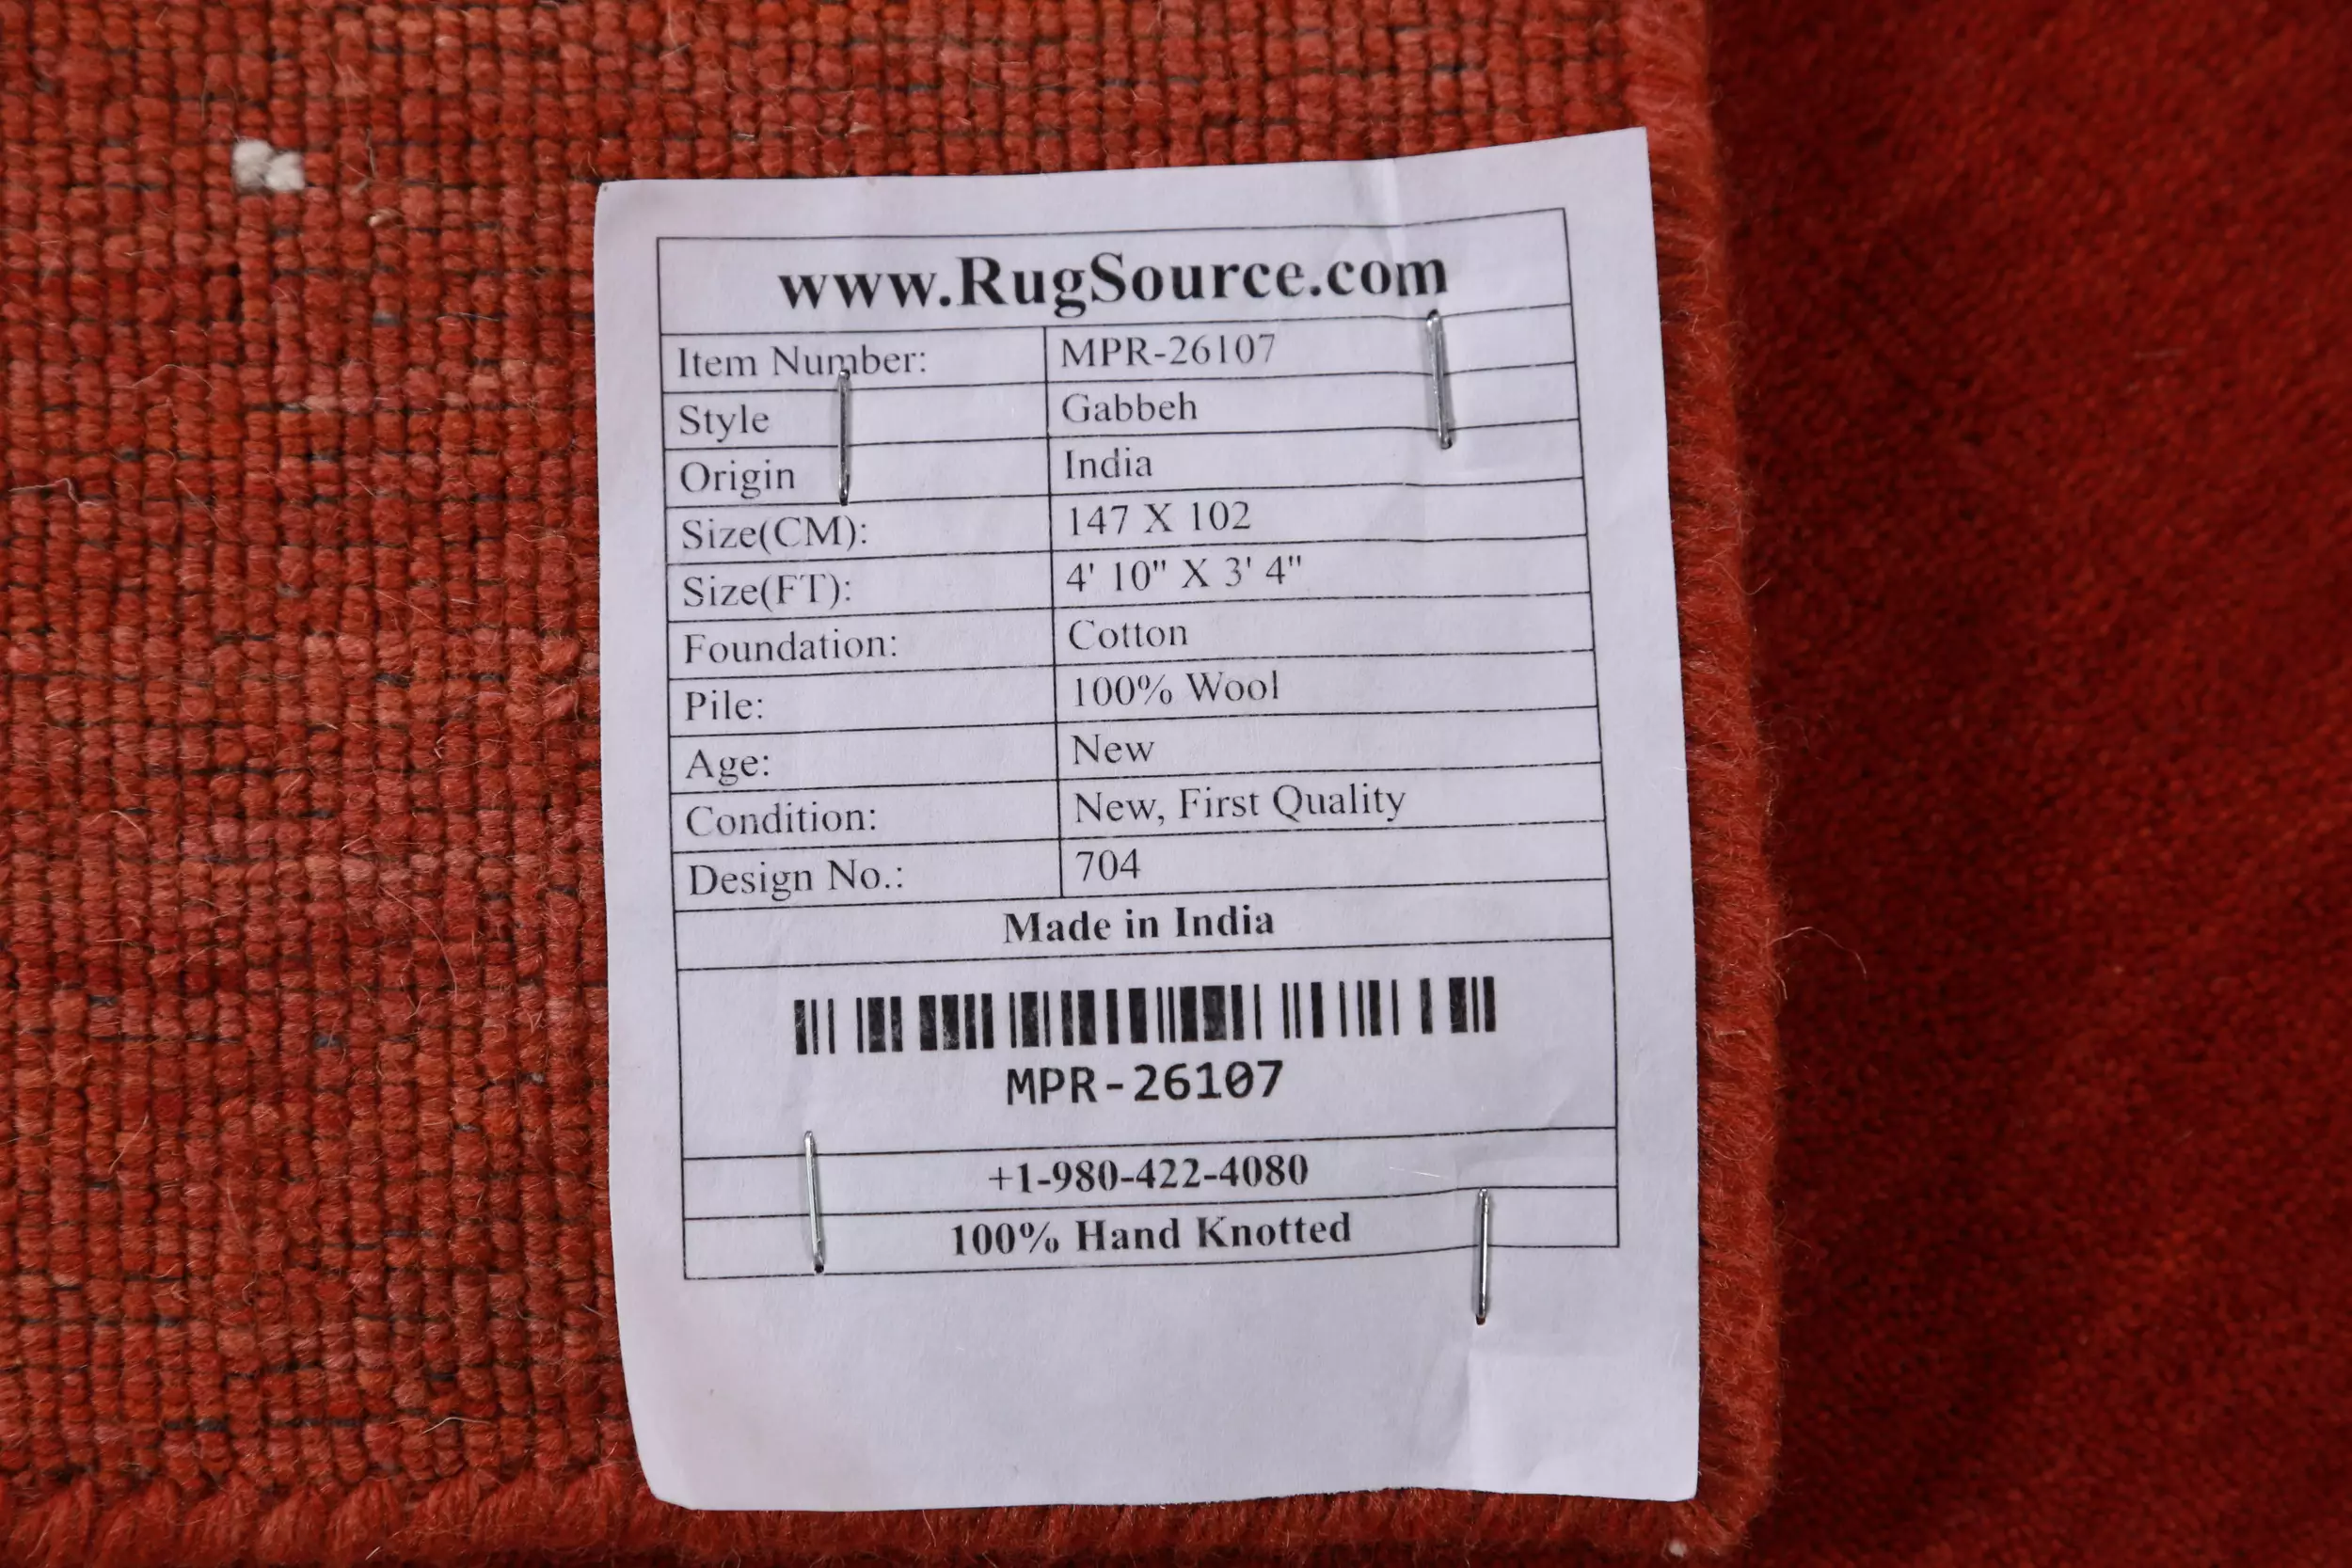 www.RugSource.com
Item Number: MPR-26107
Style Gabbeh
Origin India
Size(CM): 147 X 102
Size(FT): 4' 10" X 3' 4"
Foundation: Cotton
Pile: 100% Wool
Age: New
Condition: New, First Quality
Design No.: 704
Made in India
MPR-26107
+1-980-422-4080
100% Hand Knotted